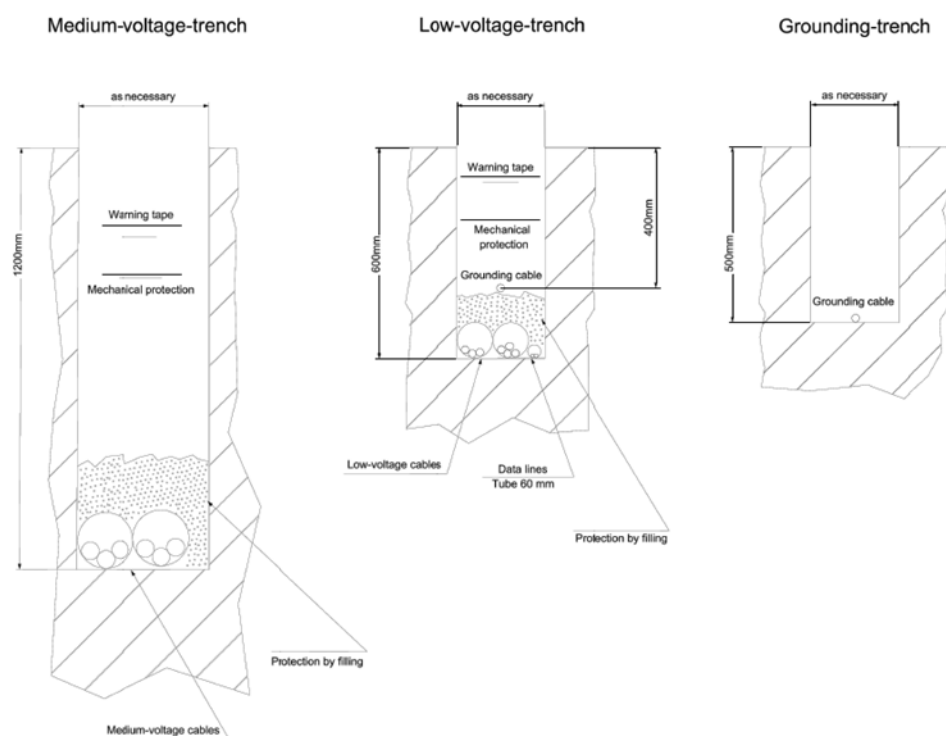 Medium-voltage-trench
as necessary
1200mm
Warning tape
Mechanical protection
Protection by filling
Medium-voltage cables
Low-voltage-trench
as necessary
600mm
400mm
Warning tape
Mechanical
protection
Grounding cable
Low-voltage cables
Data lines
Tube 60 mm
Protection by filling
Grounding-trench
as necessary
500mm
Grounding cable